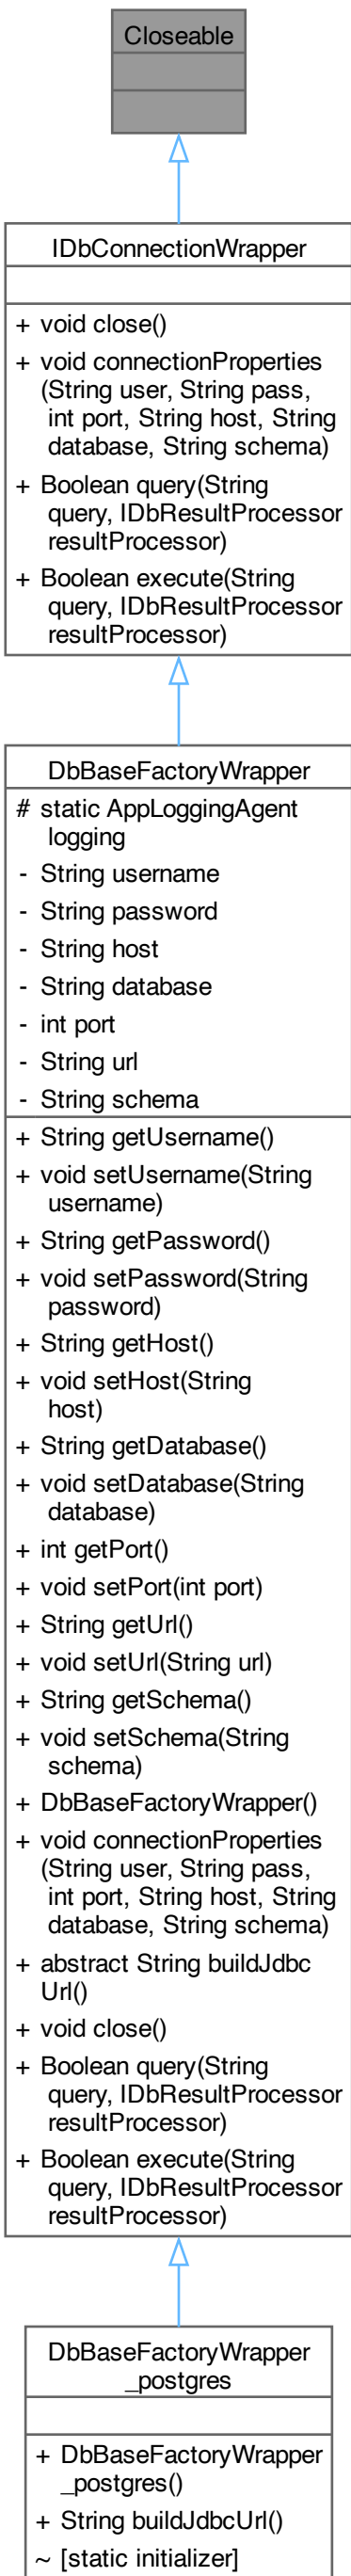 Closeable
IDbConnectionWrapper
+ void close()
+ void connectionProperties
(String user, String pass,
int port, String host, String
database, String schema)
+ Boolean query(String
query, IDbResultProcessor
resultProcessor)
+ Boolean execute(String
query, IDbResultProcessor
resultProcessor)
DbBaseFactoryWrapper
# static AppLoggingAgent
logging
- String username
- String password
- String host
- String database
- int port
- String url
- String schema
+ String getUsername()
+ void setUsername(String
username)
+ String getPassword()
+ void setPassword(String
password)
+ String getHost()
+ void setHost(String
host)
+ String getDatabase()
+ void setDatabase(String
database)
+ int getPort()
+ void setPort(int port)
+ String getUrl()
+ void setUrl(String url)
+ String getSchema()
+ void setSchema(String
schema)
+ DbBaseFactoryWrapper()
+ void connectionProperties
(String user, String pass,
int port, String host, String
database, String schema)
+ abstract String buildJdbc
Url()
+ void close()
+ Boolean query(String
query, IDbResultProcessor
resultProcessor)
+ Boolean execute(String
query, IDbResultProcessor
resultProcessor)
DbBaseFactoryWrapper
_postgres
+ DbBaseFactoryWrapper
_postgres()
+ String buildJdbcUrl()
~ [static initializer]